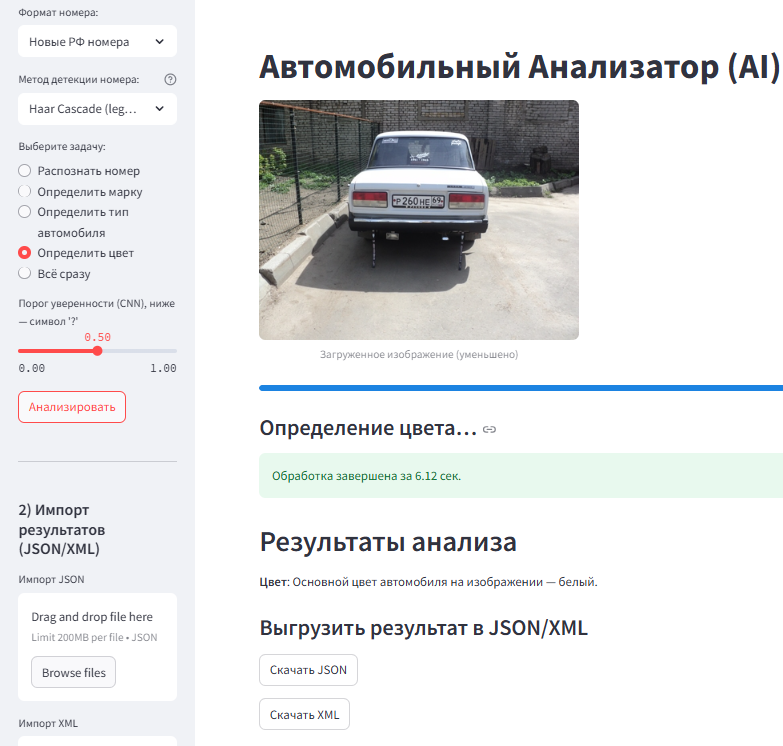 Формат номера:
Новые РФ номера
Метод детекции номера:
Haar Cascade (leg...
Выберите задачу:
Распознать номер
Определить марку
Определить тип
автомобиля
Определить цвет
Всё сразу
Порог уверенности (CNN), ниже
— символ '?'
0.50
0.00 1.00
Анализировать
2) Импорт
результатов
(JSON/XML)
Импорт JSON
Drag and drop file here
Limit 200MB per file • JSON
Browse files
Импорт XML
Автомобильный Анализатор (AI)
Р260НЕ 69
Загруженное изображение (уменьшено)
Определение цвета...
Обработка завершена за 6.12 сек.
Результаты анализа
Цвет: Основной цвет автомобиля на изображении — белый.
Выгрузить результат в JSON/XML
Скачать JSON
Скачать XML